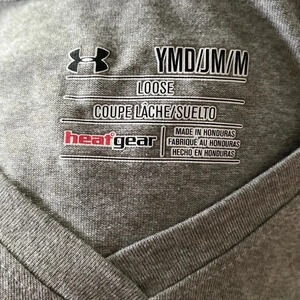 YMD/JM/M
LOOSE
COUPE LÂCHE/SUELTO
heatgear
MADE IN HONDURAS
FABRIQUÉ AU HONDURAS
HECHO EN HONDURAS